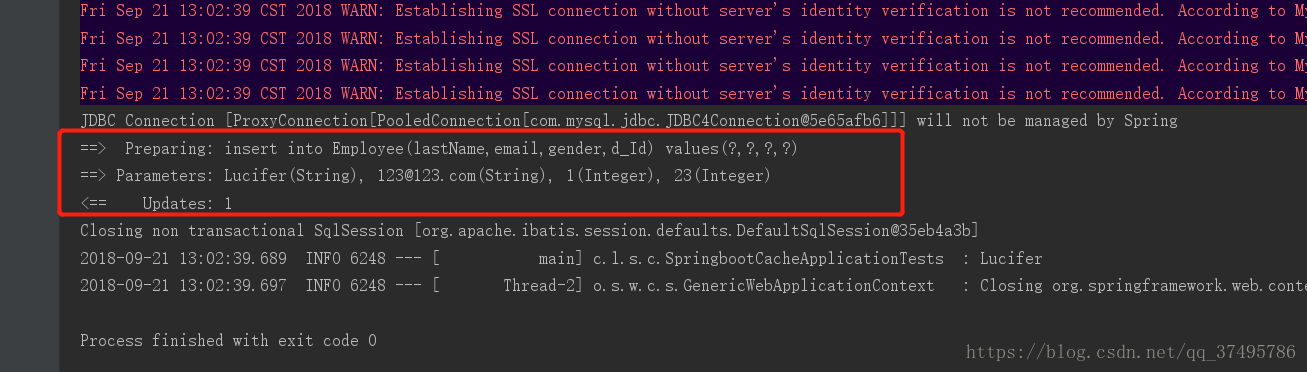 Fri Sep 21 13:02:39 CST 2018 WARN: Establishing SSL connection without server's identity verification is not recommended. According to My
Fri Sep 21 13:02:39 CST 2018 WARN: Establishing SSL connection without server's identity verification is not recommended. According to My
Fri Sep 21 13:02:39 CST 2018 WARN: Establishing SSL connection without server's identity verification is not recommended. According to My
Fri Sep 21 13:02:39 CST 2018 WARN: Establishing SSL connection without server's identity verification is not recommended. According to My
JDBC Connection [ProxyConnection[PooledConnection[com.mysql.jdbc.JDBC4Connection@5e65afb6]]] will not be managed by Spring
==>  Preparing: insert into Employee(lastName,email,gender,d_Id) values(?,?,?,?)
==> Parameters: Lucifer(String), 123@123.com(String), 1(Integer), 23(Integer)
<==    Updates: 1
Closing non transactional SqlSession [org.apache.ibatis.session.defaults.DefaultSqlSession@35eb4a3b]
2018-09-21 13:02:39.689  INFO 6248 --- [           main] c.l.s.c.SpringbootCacheApplicationTests  : Lucifer
2018-09-21 13:02:39.697  INFO 6248 --- [       Thread-2] o.s.w.c.s.GenericWebApplicationContext   : Closing org.springframework.web.conte
Process finished with exit code 0
https://blog.csdn.net/qq_37495786